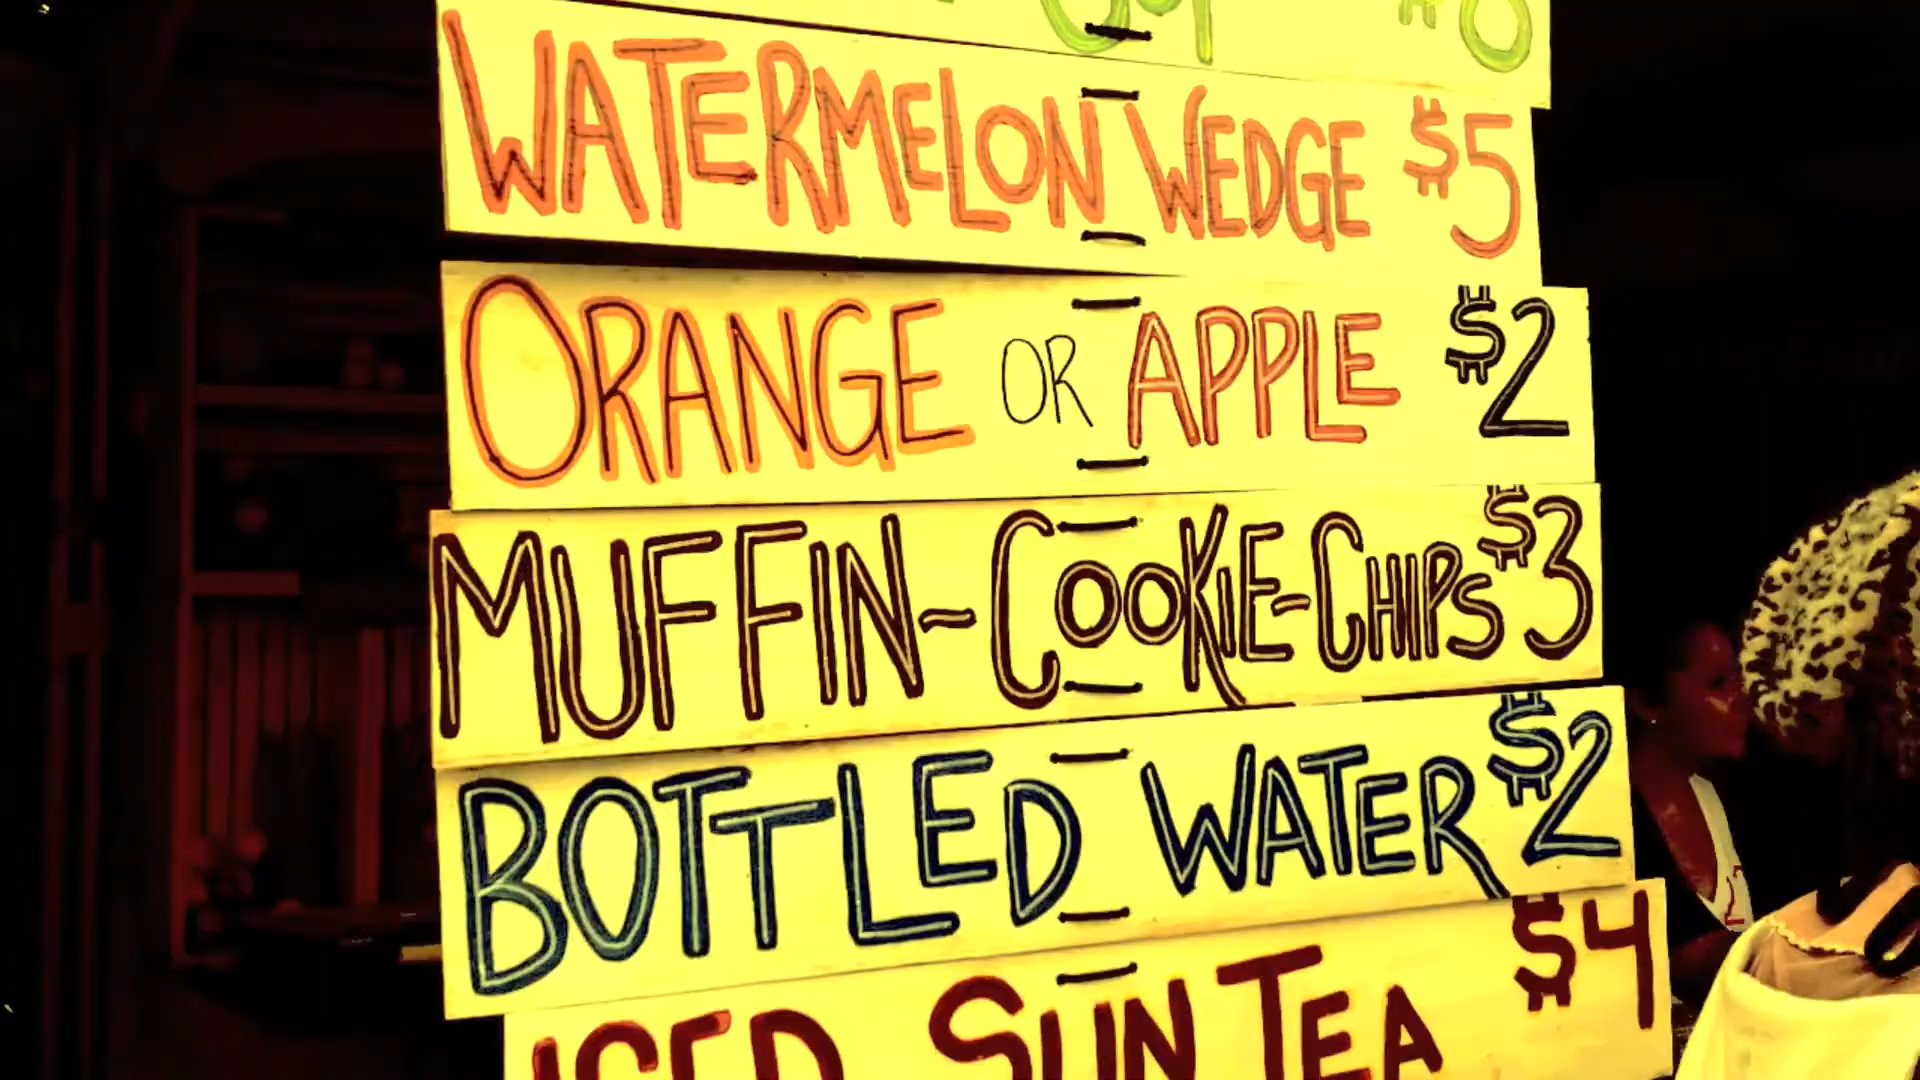 WATERMELON WEDGE $5
ORANGE OR APPLE $2
MUFFIN-COOKIE-CHIPS $3
BOTTLED WATER $2
ICED SUN TEA $4